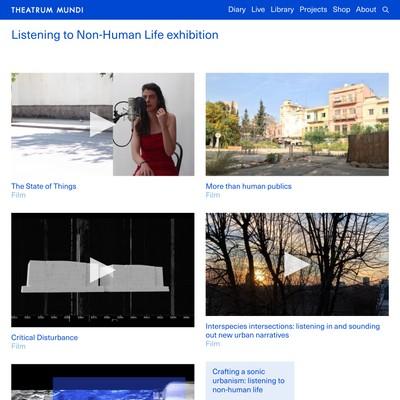 THEATRUM MUNDI
Diary Live Library Projects Shop About
Listening to Non-Human Life exhibition
The State of Things
Film
More than human publics
Film
Critical Disturbance
Film
Interspecies intersections: listening in and sounding
out new urban narratives
Film
Crafting a sonic
urbanism: listening to
non-human life